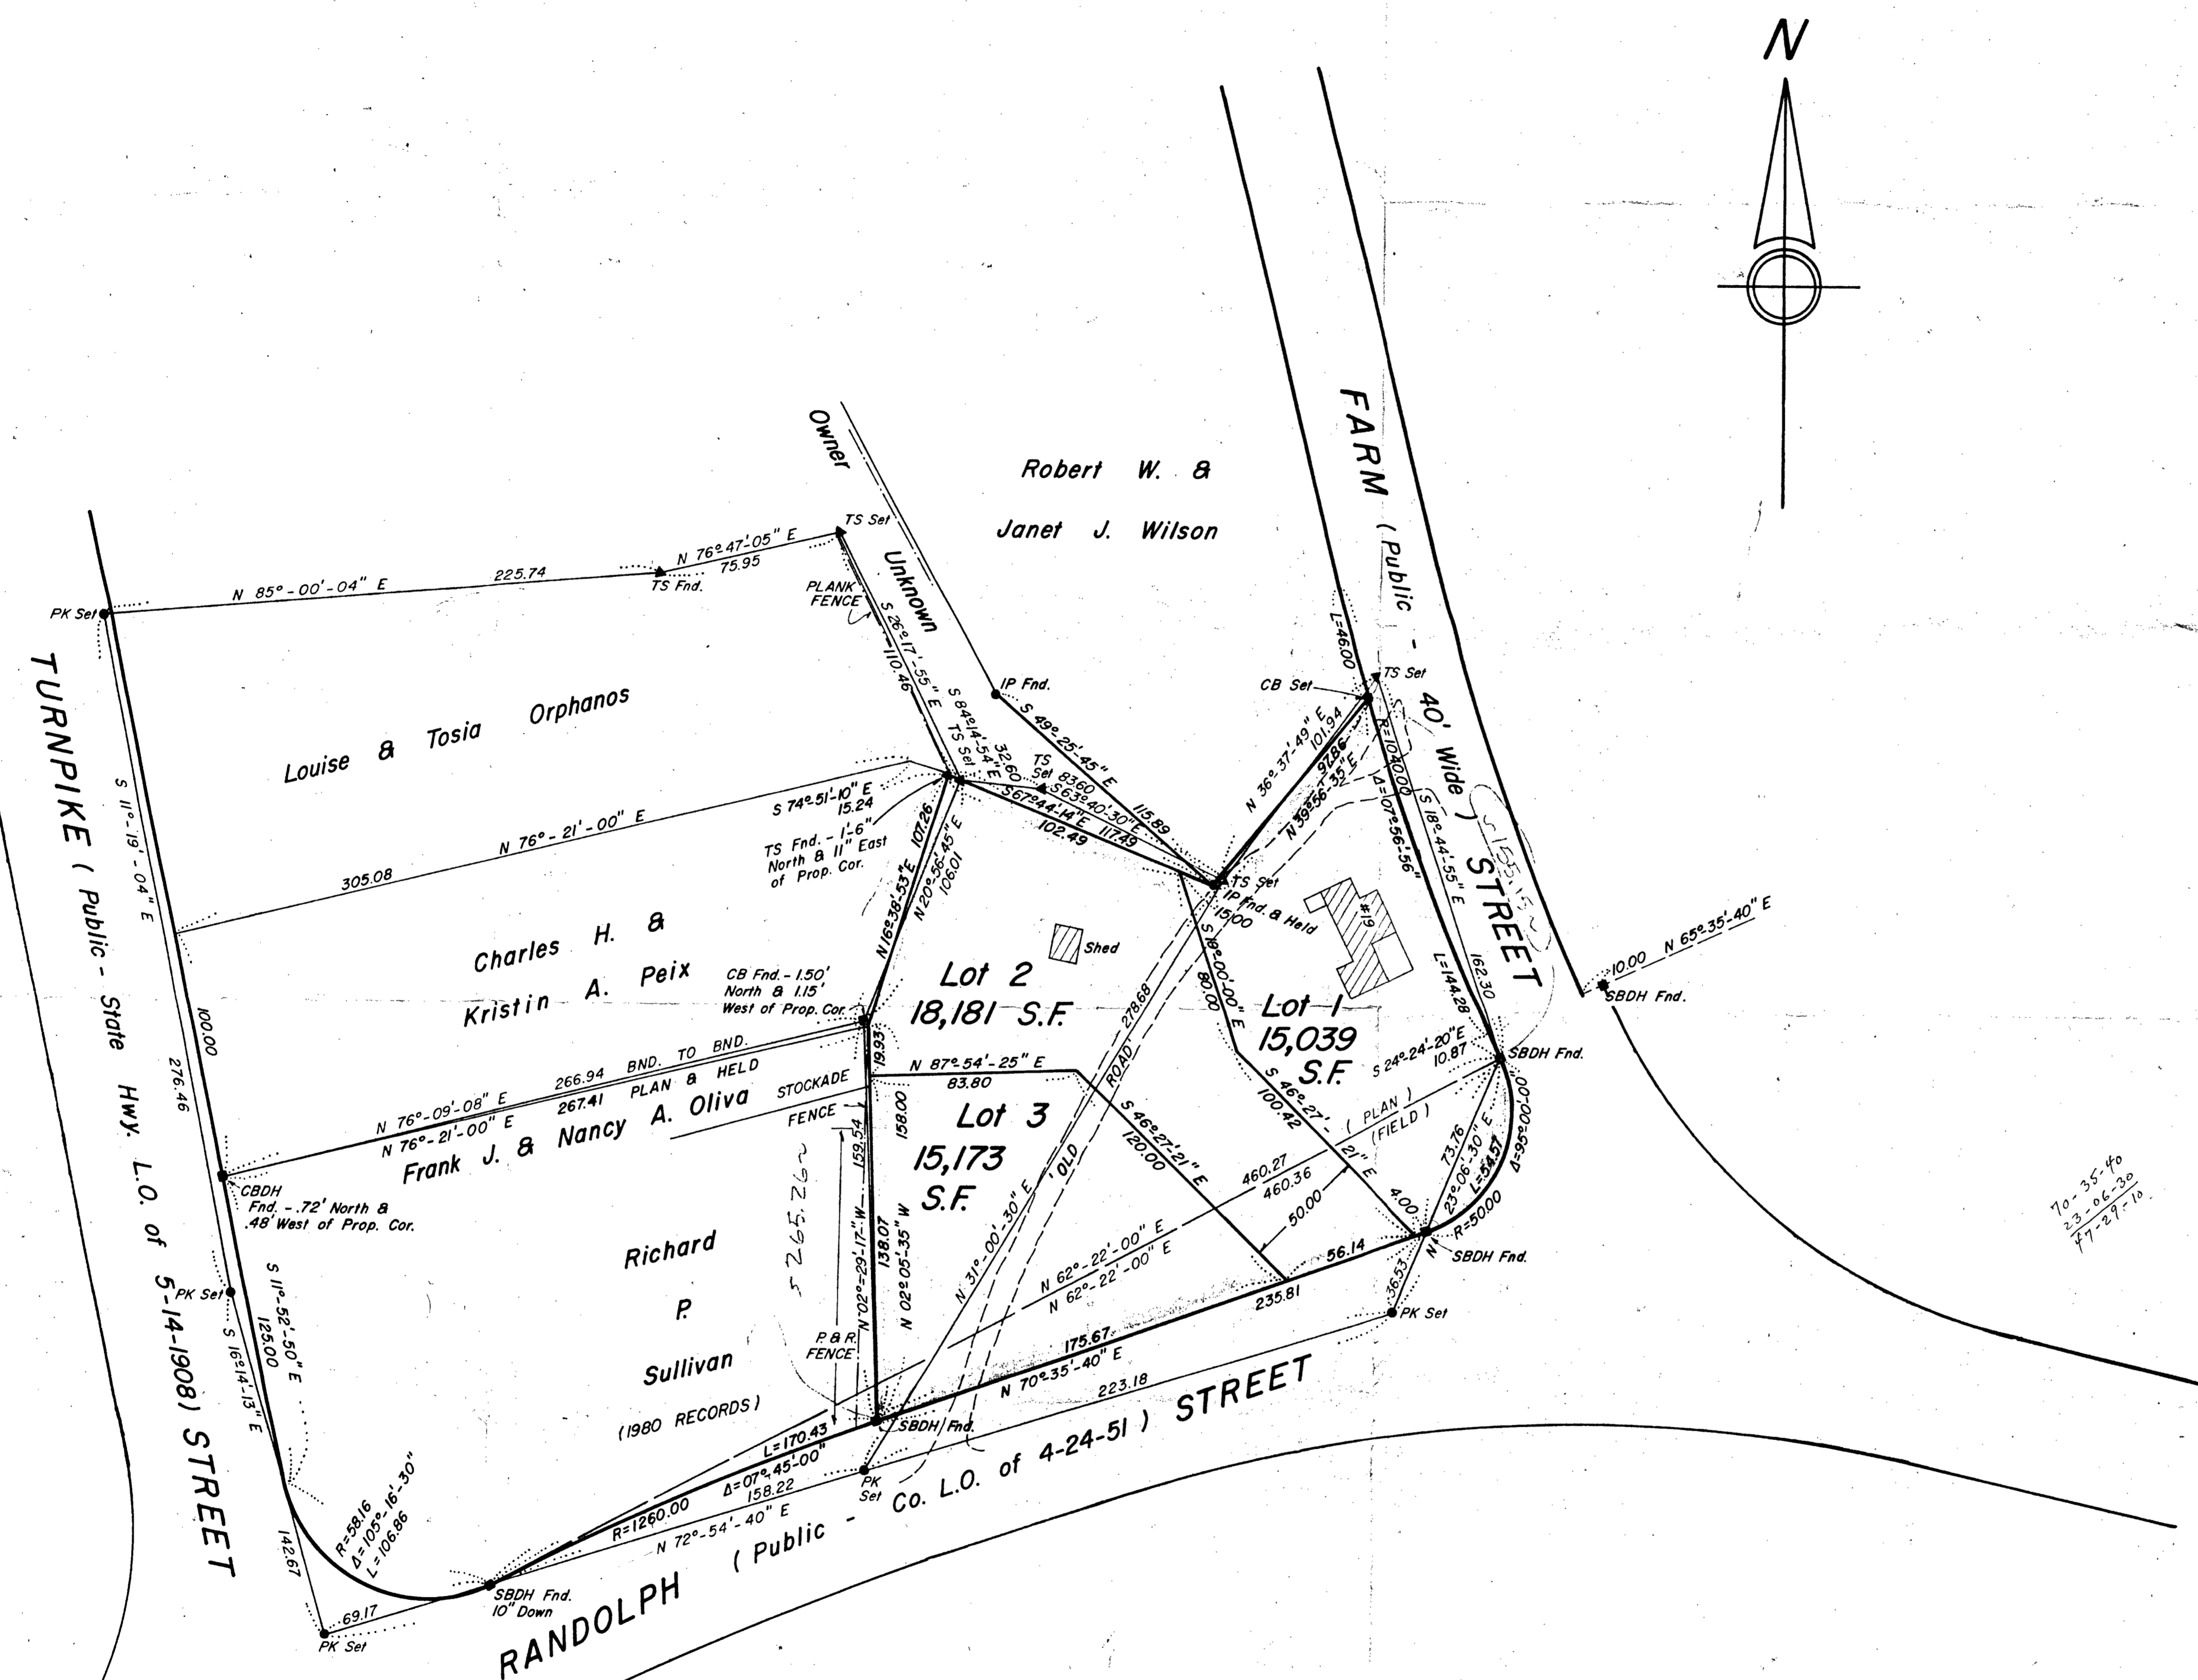 N
Owner
Unknown
Robert W. &
Janet J. Wilson
FARM (Public - 40' Wide) STREET
TS Set
N 76°-47'-05" E
75.95
N 85°-00'-04" E
225.74
TS Fnd.
PK Set
PLANK
FENCE
S 26°-17'-55" E
110.46
IP Fnd.
S 49°-25'-45" E
115.89
CB Set
TS Set
L=46.00
TURNPIKE (Public - State Hwy. L.O. of 5-14-1908) STREET
Louise & Tosia Orphanos
S 11°-19'-04" E
276.46
S 84°-14'-54" E
32.60
TS Set
TS
Set
83.60
S 63°-40'-30" E
117.49
S 67°-44'-14" E
102.49
N 36°-37'-49" E
101.94
97.86
N 39°-56'-35" E
R=1040.00
Δ=07°-56'-56"
L=144.28
S 18°-44'-55" E
162.30
S 74°-51'-10" E
15.24
TS Fnd. - 1'-6"
North & 11" East
of Prop. Cor.
N 76°-21'-00" E
305.08
107.26
N 16°-38'-53" E
N 20°-56'-45" E
106.01
TS Set
IP Fnd. & Held
15.00
#19
Shed
Charles H. &
Kristin A. Peix
CB Fnd. - 1.50'
North & 1.15'
West of Prop. Cor.
Lot 2
18,181 S.F.
S 18°-00'-00" E
80.00
Lot 1
15,039
S.F.
10.00
N 65°-35'-40" E
SBDH Fnd.
100.00
266.94 BND. TO BND.
N 76°-09'-08" E
267.41 PLAN & HELD
N 76°-21'-00" E
19.93
N 87°-54'-25" E
83.80
278.68
'OLD ROAD'
S 24°-24'-20" E
10.87
SBDH Fnd.
Frank J. & Nancy A. Oliva
STOCKADE
FENCE
Lot 3
15,173
S.F.
158.00
159.54
S 46°-27'-21" E
120.00
S 46°-27'-21" E
100.42
(PLAN)
(FIELD)
460.27
460.36
50.00
4.00
73.76
N 23°-06'-30" E
L=54.57
Δ=95°-00'-00"
R=50.00
SBDH Fnd.
CBDH
Fnd. - .72' North &
.48' West of Prop. Cor.
70-35-40
23-06-30
47-29-10
Richard
P.
Sullivan
(1980 RECORDS)
P. & R.
FENCE
N 02°-29'-17" W
138.07
N 02°-05'-35" W
N 31°-00'-30" E
N 62°-22'-00" E
N 62°-22'-00" E
56.14
235.81
36.53
PK Set
PK Set
S 11°-52'-50" E
125.00
S 16°-14'-13" E
142.67
175.67
N 70°-35'-40" E
223.18
SBDH Fnd.
L=170.43
Δ=07°-45'-00"
R=1260.00
158.22
N 72°-54'-40" E
PK
Set
R=58.16
Δ=105°-16'-30"
L=106.86
69.17
PK Set
SBDH Fnd.
10" Down
RANDOLPH (Public - Co. L.O. of 4-24-51) STREET